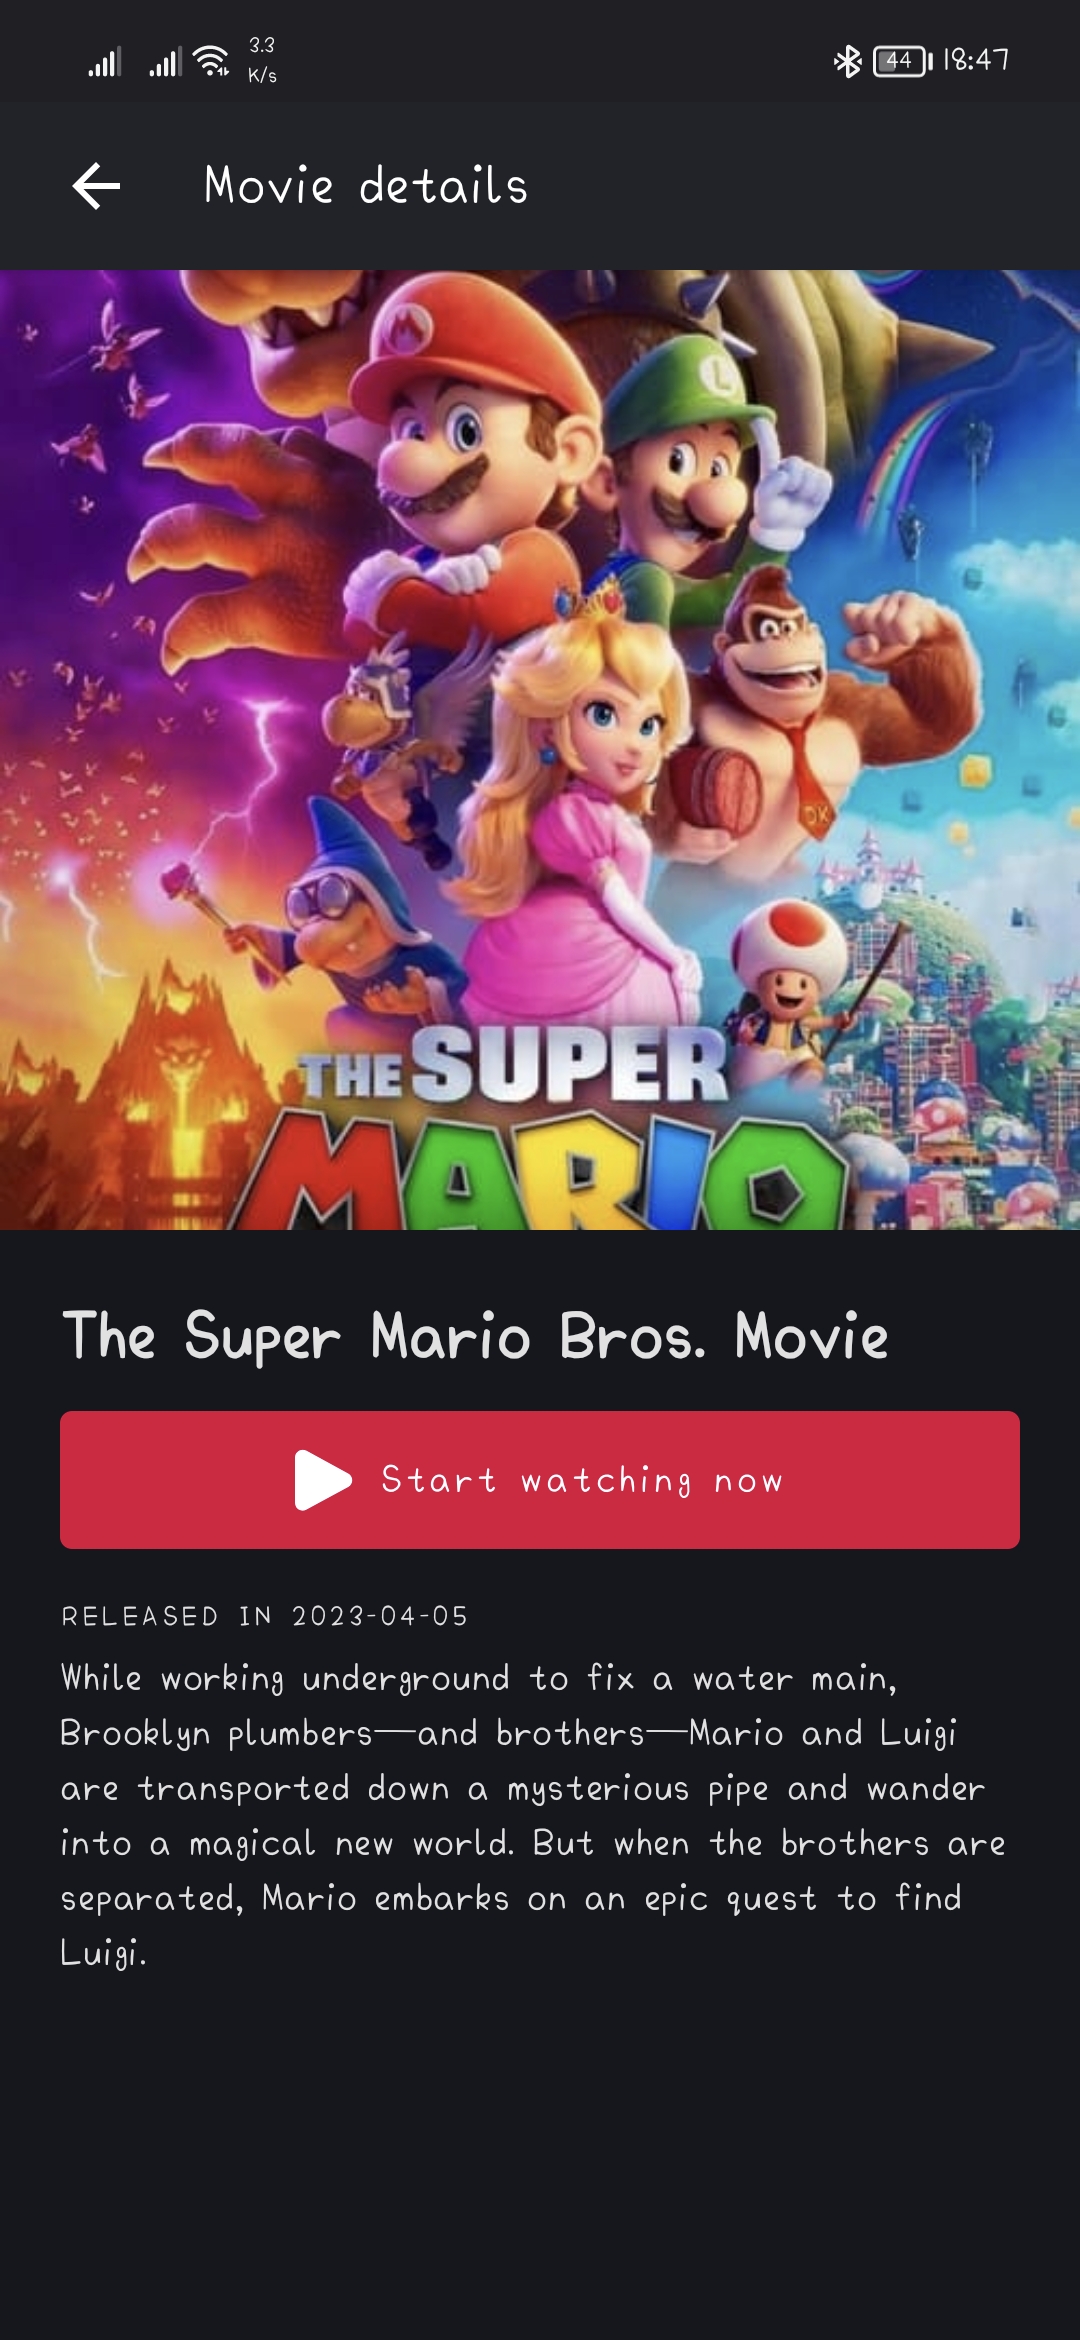 3.3
K/s
44
18:47
Movie details
M
L
DK
THE SUPER
MARIO
The Super Mario Bros. Movie
Start watching now
RELEASED IN 2023-04-05
While working underground to fix a water main,
Brooklyn plumbers—and brothers—Mario and Luigi
are transported down a mysterious pipe and wander
into a magical new world. But when the brothers are
separated, Mario embarks on an epic quest to find
Luigi.